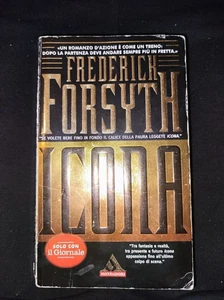 «UN ROMANZO D'AZIONE È COME UN TRENO:
DOPO LA PARTENZA DEVE ANDARE SEMPRE PIÙ IN FRETTA.»
FREDERICK
FORSYTH
"SE VOLETE BERE FINO IN FONDO IL CALICE DELLA PAURA LEGGETE ICONA."
ICONA
SOLO CON
il Giornale
"Tra fantasia e realtà,
tra presente e futuro Icona
appassiona fino all'ultimo
colpo di scena."
MONDADORI